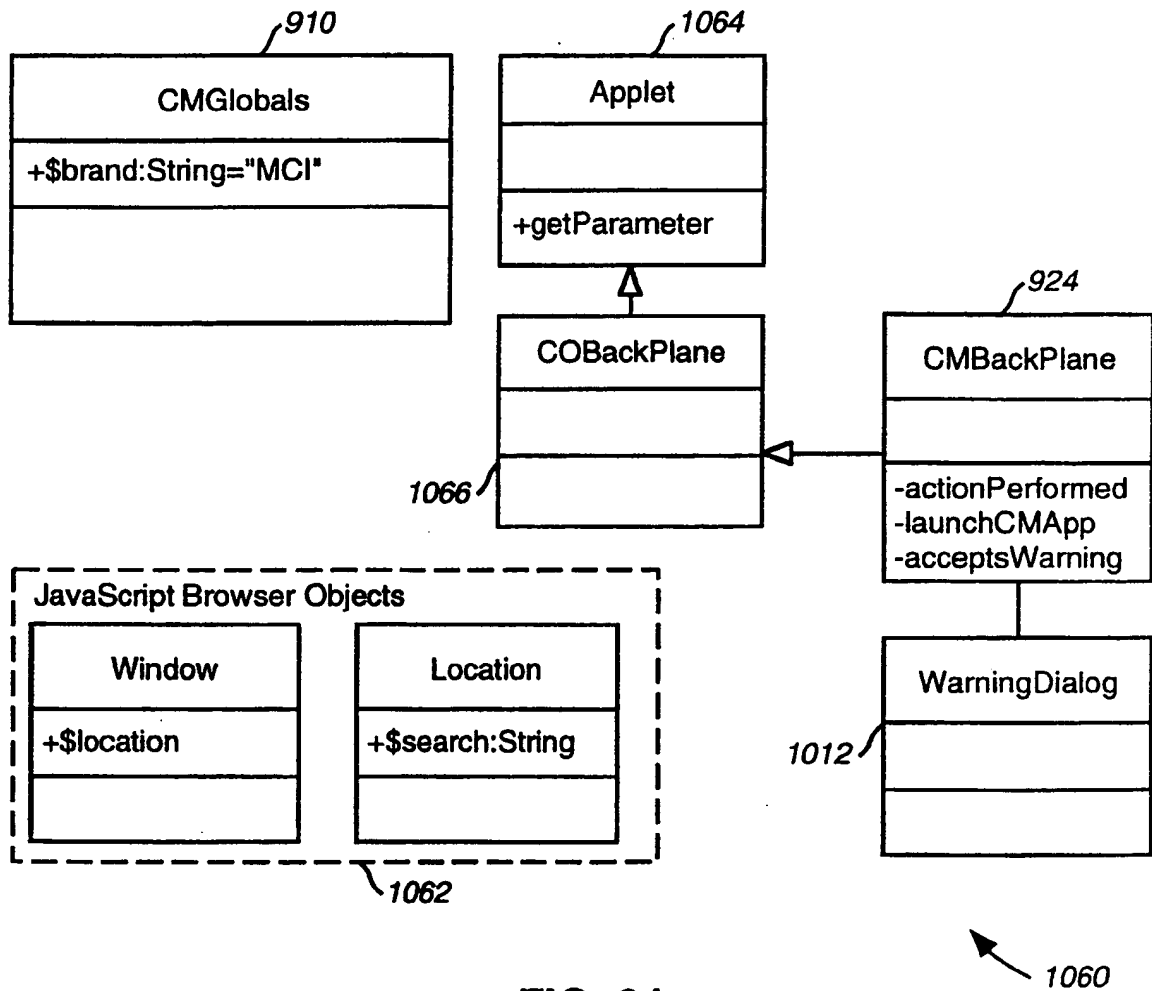 910
CMGlobals
+$brand:String="MCI"
1064
Applet
+getParameter
COBackPlane
1066
924
CMBackPlane
-actionPerformed
-launchCMApp
-acceptsWarning
JavaScript Browser Objects
Window
+$location
Location
+$search:String
1062
WarningDialog
1012
1060